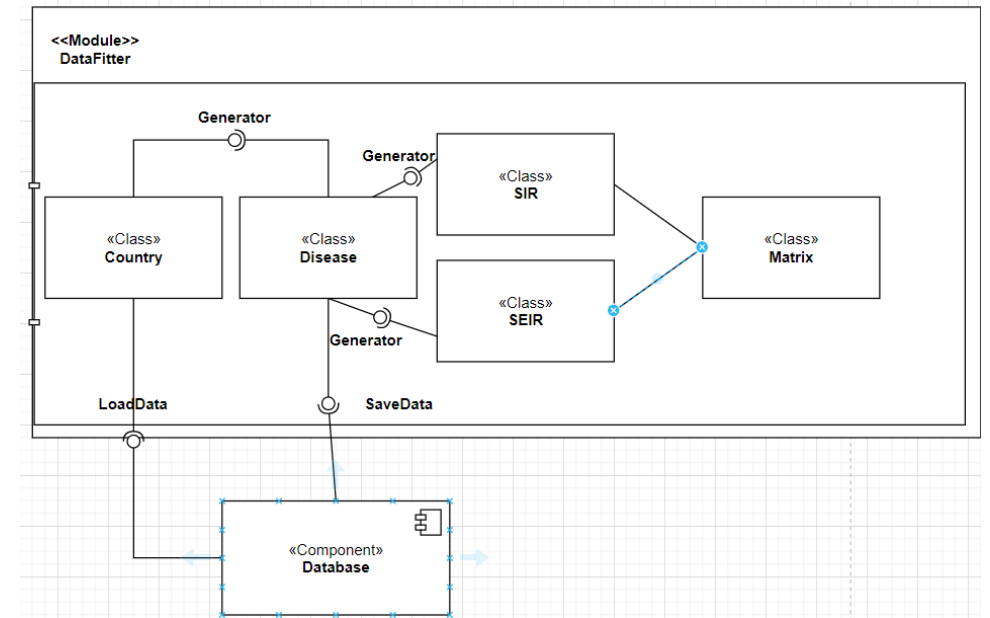 <<Module>>
DataFitter
Generator
Generator
«Class»
SIR
«Class»
Country
«Class»
Disease
«Class»
Matrix
«Class»
SEIR
Generator
LoadData
SaveData
«Component»
Database